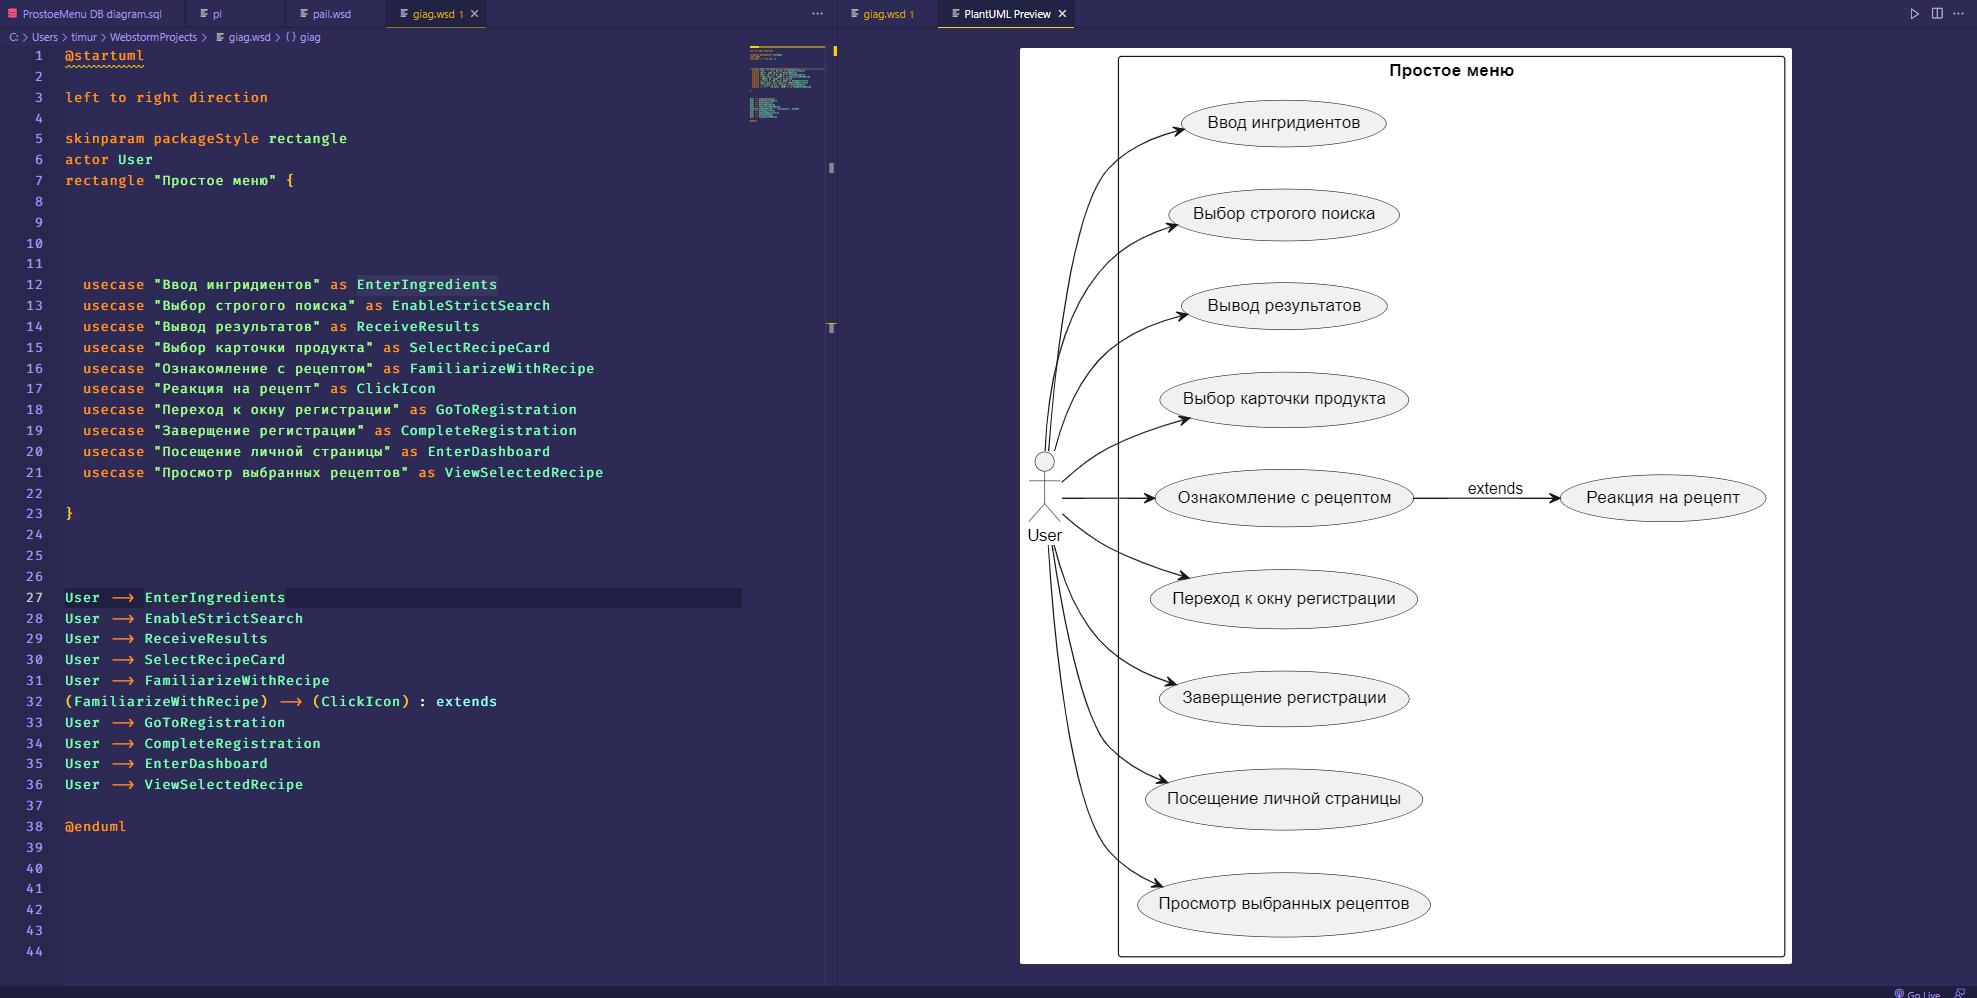 ProstoeMenu DB diagram.sql
pl
pail.wsd
giag.wsd 1
giag.wsd 1
PlantUML Preview
C: > Users > timur > WebstormProjects > giag.wsd > {} giag
1 @startuml
2
3 left to right direction
4
5 skinparam packageStyle rectangle
6 actor User
7 rectangle "Простое меню" {
8
9
10
11
12 usecase "Ввод ингридиентов" as EnterIngredients
13 usecase "Выбор строгого поиска" as EnableStrictSearch
14 usecase "Вывод результатов" as ReceiveResults
15 usecase "Выбор карточки продукта" as SelectRecipeCard
16 usecase "Ознакомление с рецептом" as FamiliarizeWithRecipe
17 usecase "Реакция на рецепт" as ClickIcon
18 usecase "Переход к окну регистрации" as GoToRegistration
19 usecase "Заверщение регистрации" as CompleteRegistration
20 usecase "Посещение личной страницы" as EnterDashboard
21 usecase "Просмотр выбранных рецептов" as ViewSelectedRecipe
22
23 }
24
25
26
27 User --> EnterIngredients
28 User --> EnableStrictSearch
29 User --> ReceiveResults
30 User --> SelectRecipeCard
31 User --> FamiliarizeWithRecipe
32 (FamiliarizeWithRecipe) --> (ClickIcon) : extends
33 User --> GoToRegistration
34 User --> CompleteRegistration
35 User --> EnterDashboard
36 User --> ViewSelectedRecipe
37
38 @enduml
39
40
41
42
43
44
Простое меню
Ввод ингридиентов
Выбор строгого поиска
Вывод результатов
Выбор карточки продукта
Ознакомление с рецептом
extends
Реакция на рецепт
User
Переход к окну регистрации
Заверщение регистрации
Посещение личной страницы
Просмотр выбранных рецептов
Go Live